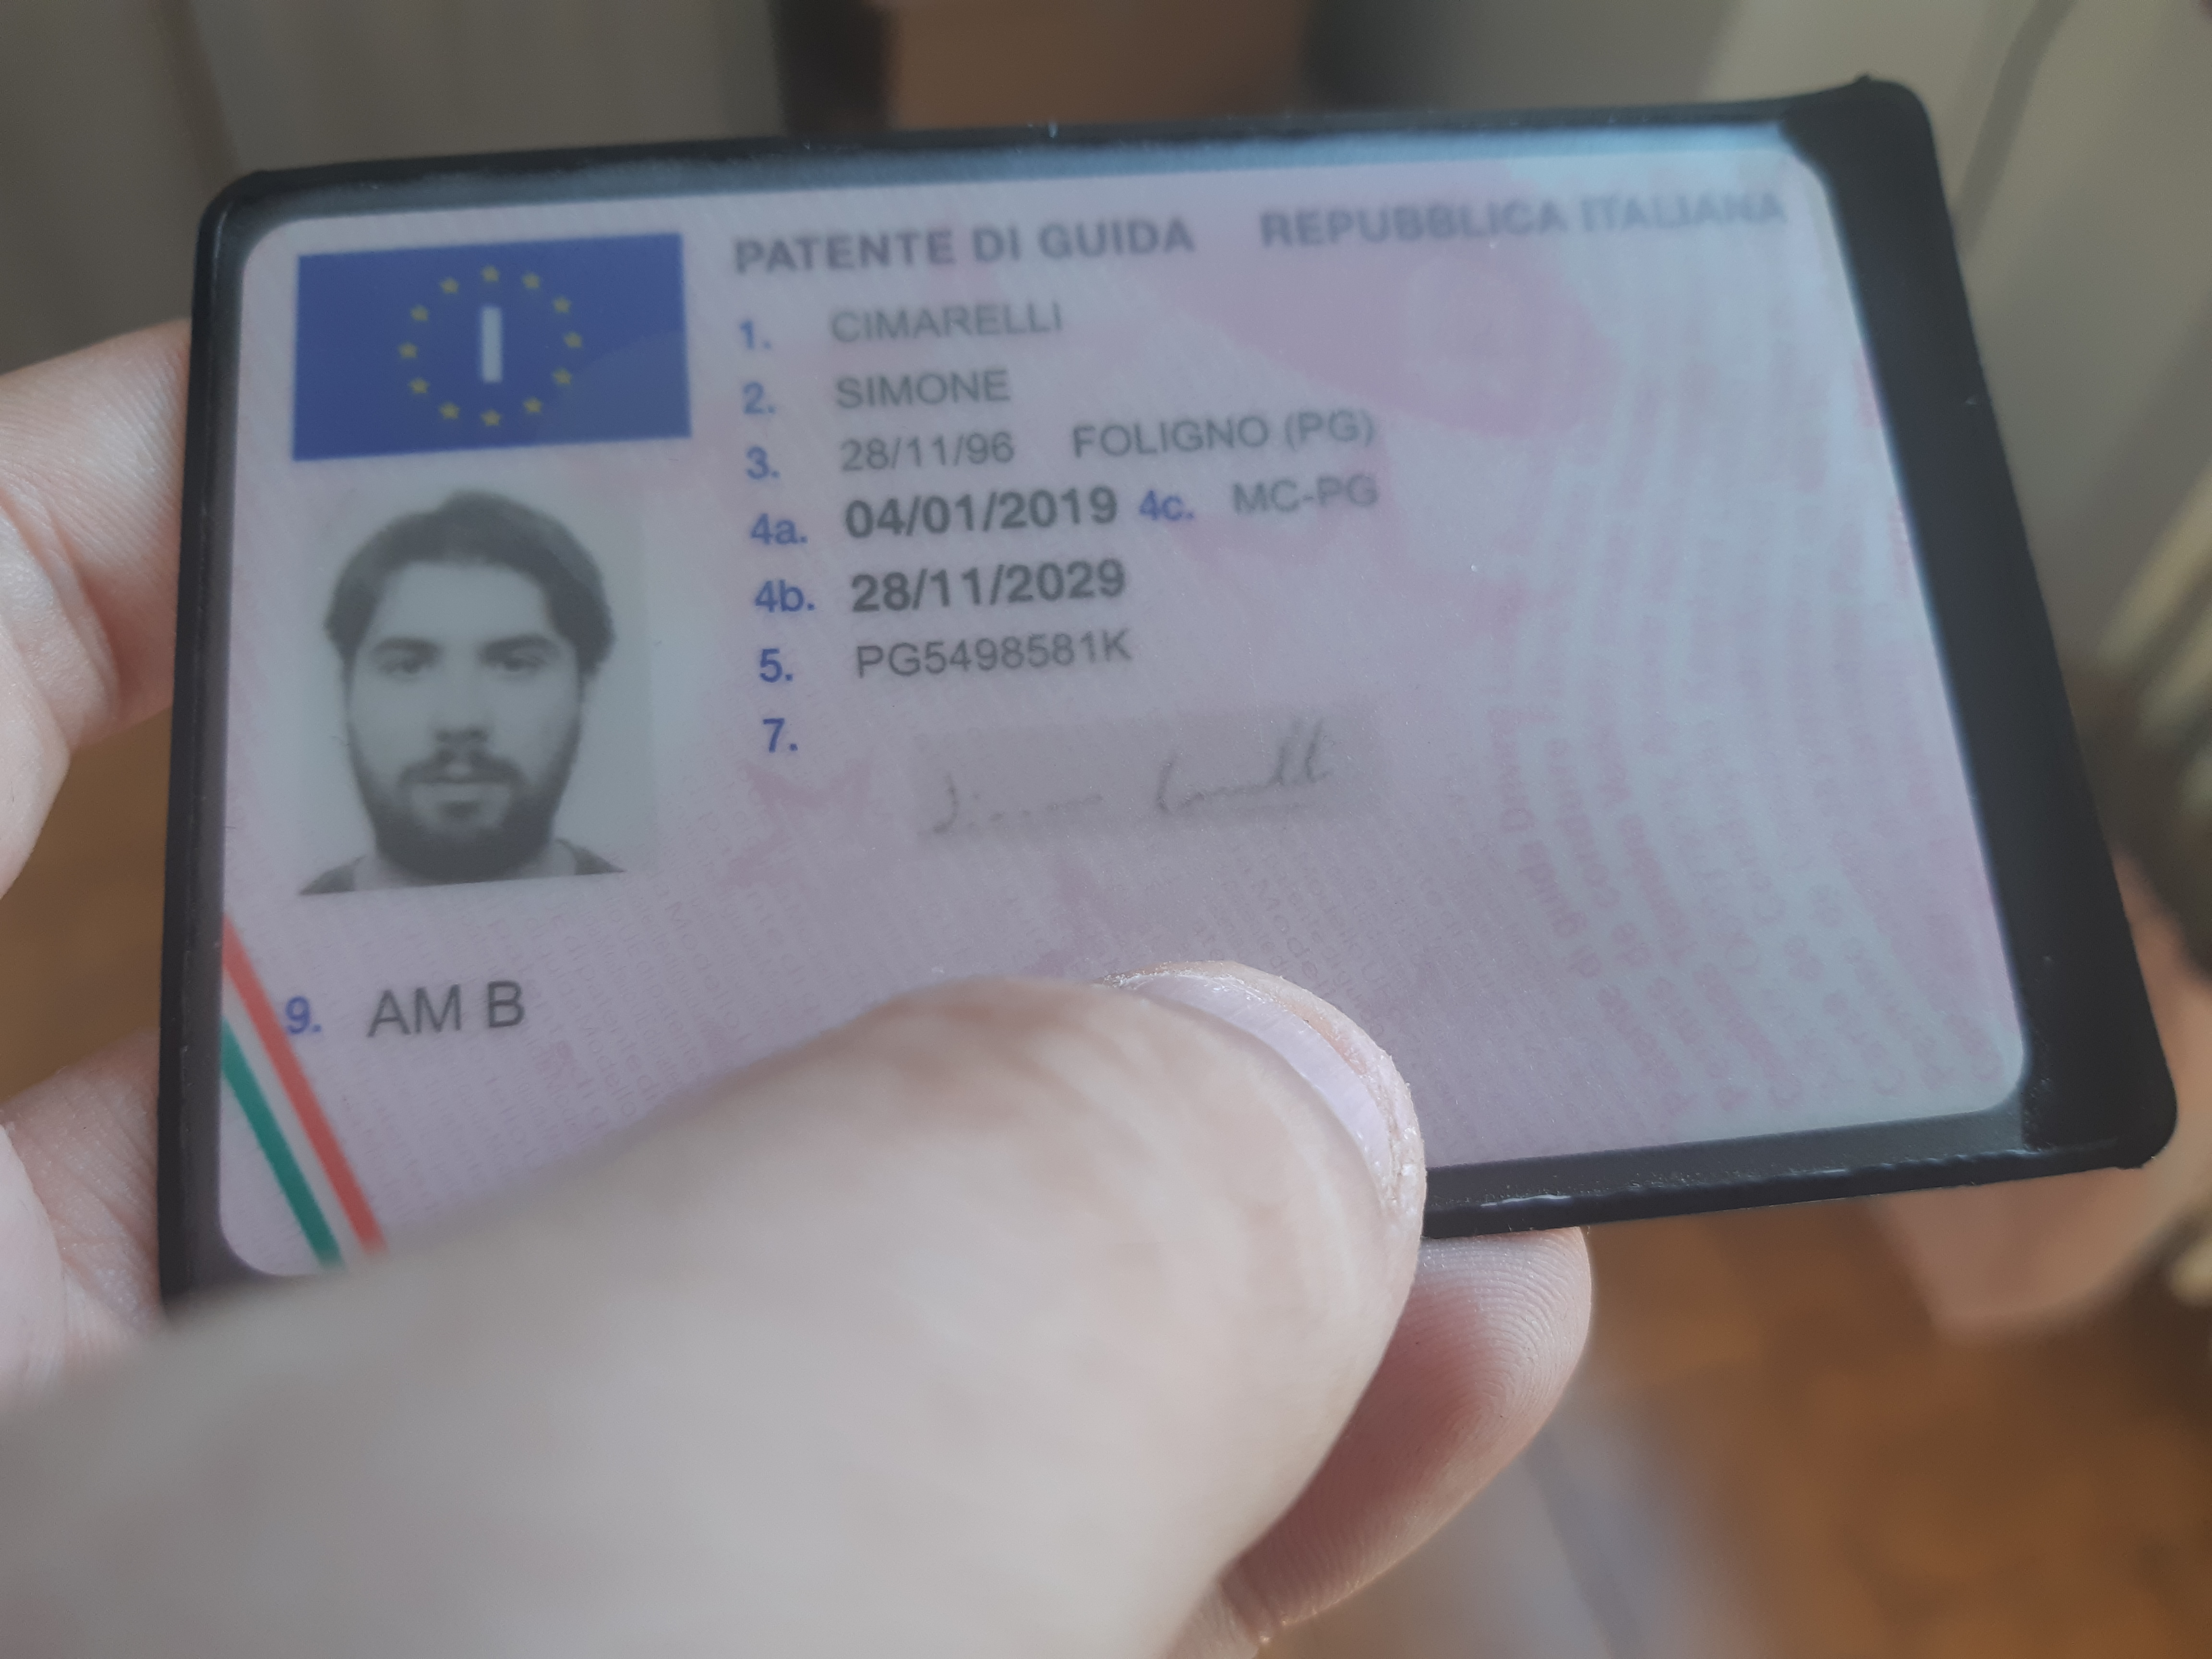 I
PATENTE DI GUIDA REPUBBLICA ITALIANA
1. CIMARELLI
2. SIMONE
3. 28/11/96 FOLIGNO (PG)
4a. 04/01/2019 4c. MC-PG
4b. 28/11/2029
5. PG5498581K
7.
9. AM B